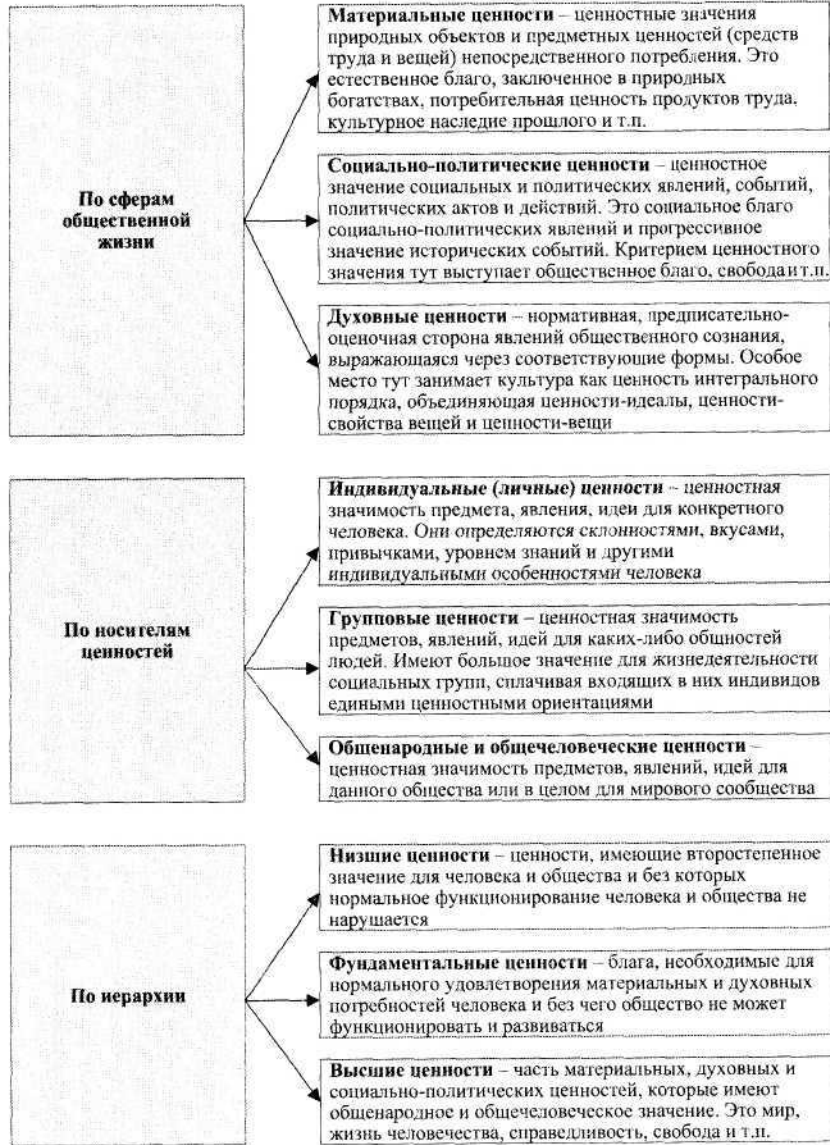 По сферам
общественной
жизни
Материальные ценности – ценностные значения
природных объектов и предметных ценностей (средств
труда и вещей) непосредственного потребления. Это
естественное благо, заключенное в природных
богатствах, потребительная ценность продуктов труда,
культурное наследие прошлого и т.п.
Социально-политические ценности – ценностное
значение социальных и политических явлений, событий,
политических актов и действий. Это социальное благо
социально-политических явлений и прогрессивное
значение исторических событий. Критерием ценностного
значения тут выступает общественное благо, свобода и т.п.
Духовные ценности – нормативная, предписательно-
оценочная сторона явлений общественного сознания,
выражающаяся через соответствующие формы. Особое
место тут занимает культура как ценность интегрального
порядка, объединяющая ценности-идеалы, ценности-
свойства вещей и ценности-вещи
По носителям
ценностей
Индивидуальные (личные) ценности – ценностная
значимость предмета, явления, идеи для конкретного
человека. Они определяются склонностями, вкусами,
привычками, уровнем знаний и другими
индивидуальными особенностями человека
Групповые ценности – ценностная значимость
предметов, явлений, идей для каких-либо общностей
людей. Имеют большое значение для жизнедеятельности
социальных групп, сплачивая входящих в них индивидов
едиными ценностными ориентациями
Общенародные и общечеловеческие ценности –
ценностная значимость предметов, явлений, идей для
данного общества или в целом для мирового сообщества
По иерархии
Низшие ценности – ценности, имеющие второстепенное
значение для человека и общества и без которых
нормальное функционирование человека и общества не
нарушается
Фундаментальные ценности – блага, необходимые для
нормального удовлетворения материальных и духовных
потребностей человека и без чего общество не может
функционировать и развиваться
Высшие ценности – часть материальных, духовных и
социально-политических ценностей, которые имеют
общенародное и общечеловеческое значение. Это мир,
жизнь человечества, справедливость, свобода и т.п.